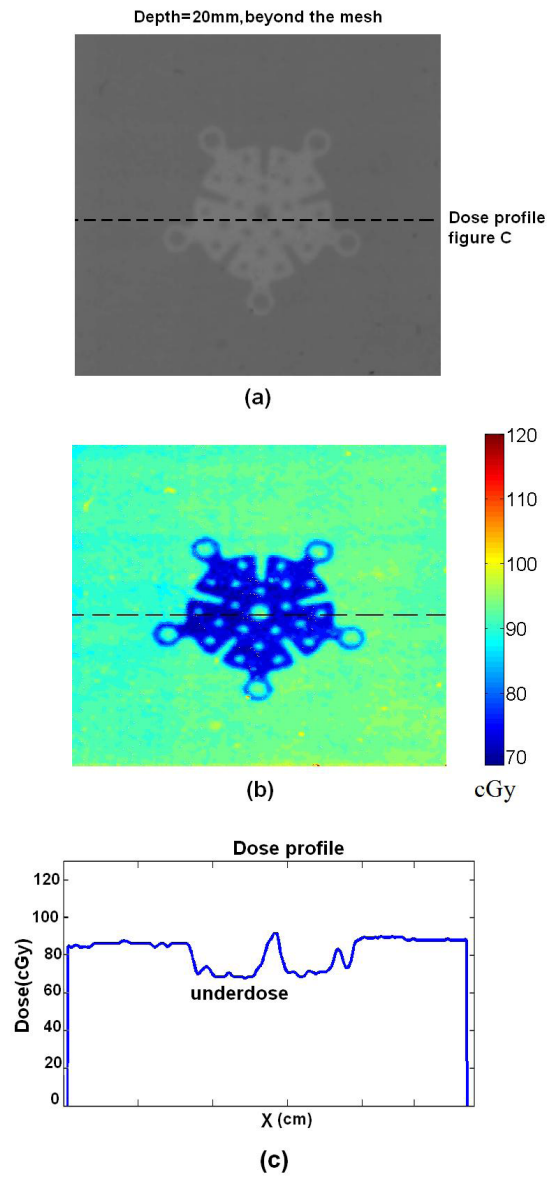 Depth=20mm,beyond the mesh
Dose profile
figure C
(a)
120
110
100
90
80
70
cGy
(b)
Dose profile
120
100
80
60
40
20
0
Dose(cGy)
underdose
X (cm)
(c)